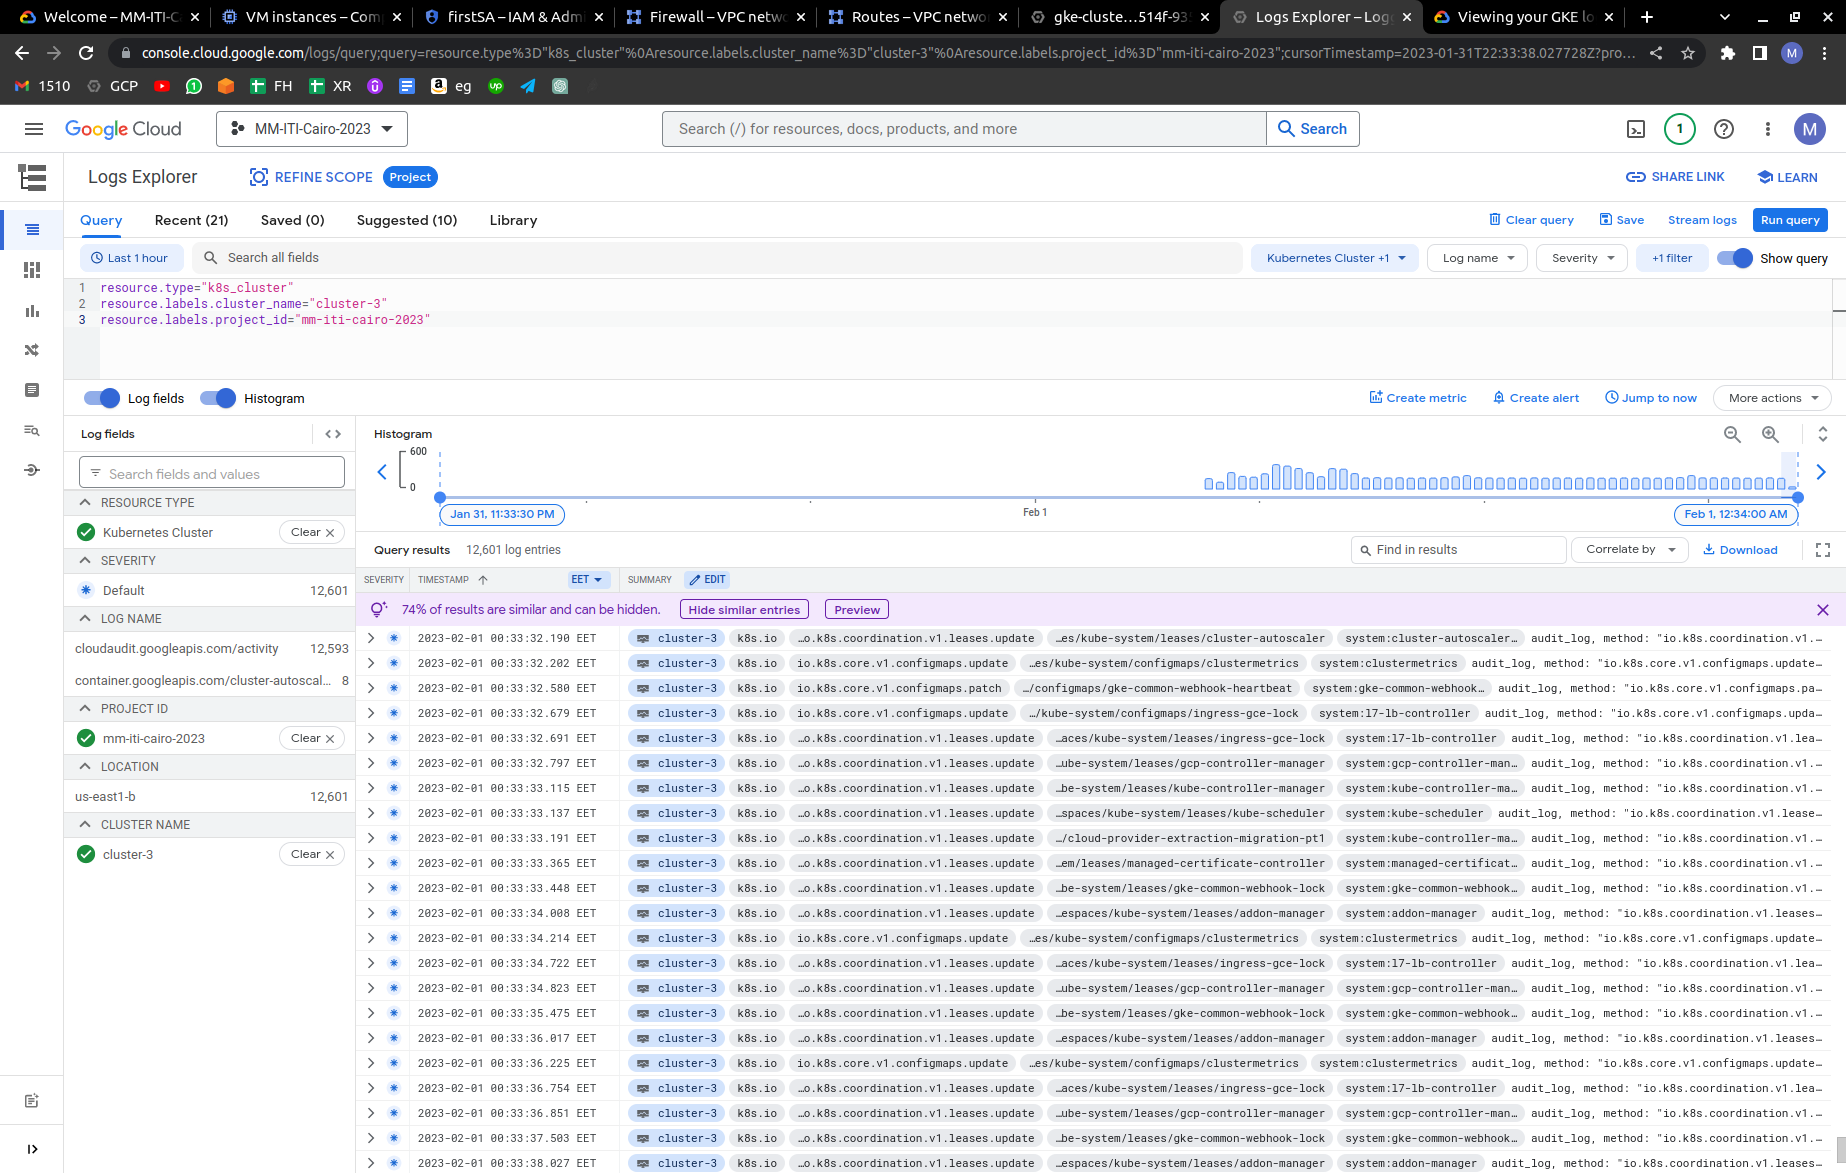 Welcome – MM-ITI-C
VM instances – Com
firstSA – IAM & Adm
Firewall – VPC netw
Routes – VPC netwo
gke-cluste…514f-93
Logs Explorer – Log
Viewing your GKE lo
console.cloud.google.com/logs/query;query=resource.type%3D"k8s_cluster"%0Aresource.labels.cluster_name%3D"cluster-3"%0Aresource.labels.project_id%3D"mm-iti-cairo-2023";cursorTimestamp=2023-01-31T22:33:38.027728Z?pro…
M
1510 GCP 1 FH XR a eg up
Google Cloud
MM-ITI-Cairo-2023
Search (/) for resources, docs, products, and more
Search
1
M
Logs Explorer
REFINE SCOPE
Project
SHARE LINK
LEARN
Query Recent (21) Saved (0) Suggested (10) Library
Clear query Save Stream logs Run query
Last 1 hour
Search all fields
Kubernetes Cluster +1
Log name
Severity
+1 filter
Show query
1 resource.type="k8s_cluster"
2 resource.labels.cluster_name="cluster-3"
3 resource.labels.project_id="mm-iti-cairo-2023"
Log fields Histogram
Create metric Create alert Jump to now More actions
Log fields
Search fields and values
RESOURCE TYPE
Kubernetes Cluster Clear
SEVERITY
Default 12,601
LOG NAME
cloudaudit.googleapis.com/activity 12,593
container.googleapis.com/cluster-autoscal… 8
PROJECT ID
mm-iti-cairo-2023 Clear
LOCATION
us-east1-b 12,601
CLUSTER NAME
cluster-3 Clear
Histogram
600
0
Jan 31, 11:33:30 PM
Feb 1
Feb 1, 12:34:00 AM
Query results 12,601 log entries
Find in results
Correlate by
Download
SEVERITY TIMESTAMP EET SUMMARY EDIT
74% of results are similar and can be hidden. Hide similar entries Preview
2023-02-01 00:33:32.190 EET cluster-3 k8s.io …o.k8s.coordination.v1.leases.update …es/kube-system/leases/cluster-autoscaler system:cluster-autoscaler… audit_log, method: "io.k8s.coordination.v1.…
2023-02-01 00:33:32.202 EET cluster-3 k8s.io io.k8s.core.v1.configmaps.update …es/kube-system/configmaps/clustermetrics system:clustermetrics audit_log, method: "io.k8s.core.v1.configmaps.update…
2023-02-01 00:33:32.580 EET cluster-3 k8s.io io.k8s.core.v1.configmaps.patch …/configmaps/gke-common-webhook-heartbeat system:gke-common-webhook… audit_log, method: "io.k8s.core.v1.configmaps.pa…
2023-02-01 00:33:32.679 EET cluster-3 k8s.io io.k8s.core.v1.configmaps.update …/kube-system/configmaps/ingress-gce-lock system:l7-lb-controller audit_log, method: "io.k8s.core.v1.configmaps.upda…
2023-02-01 00:33:32.691 EET cluster-3 k8s.io …o.k8s.coordination.v1.leases.update …aces/kube-system/leases/ingress-gce-lock system:l7-lb-controller audit_log, method: "io.k8s.coordination.v1.lea…
2023-02-01 00:33:32.797 EET cluster-3 k8s.io …o.k8s.coordination.v1.leases.update …ube-system/leases/gcp-controller-manager system:gcp-controller-man… audit_log, method: "io.k8s.coordination.v1.…
2023-02-01 00:33:33.115 EET cluster-3 k8s.io …o.k8s.coordination.v1.leases.update …be-system/leases/kube-controller-manager system:kube-controller-ma… audit_log, method: "io.k8s.coordination.v1.…
2023-02-01 00:33:33.137 EET cluster-3 k8s.io …o.k8s.coordination.v1.leases.update …spaces/kube-system/leases/kube-scheduler system:kube-scheduler audit_log, method: "io.k8s.coordination.v1.lease…
2023-02-01 00:33:33.191 EET cluster-3 k8s.io …o.k8s.coordination.v1.leases.update …/cloud-provider-extraction-migration-pt1 system:kube-controller-ma… audit_log, method: "io.k8s.coordination.v1.…
2023-02-01 00:33:33.365 EET cluster-3 k8s.io …o.k8s.coordination.v1.leases.update …em/leases/managed-certificate-controller system:managed-certificat… audit_log, method: "io.k8s.coordination.v1.…
2023-02-01 00:33:33.448 EET cluster-3 k8s.io …o.k8s.coordination.v1.leases.update …be-system/leases/gke-common-webhook-lock system:gke-common-webhook… audit_log, method: "io.k8s.coordination.v1.…
2023-02-01 00:33:34.008 EET cluster-3 k8s.io …o.k8s.coordination.v1.leases.update …espaces/kube-system/leases/addon-manager system:addon-manager audit_log, method: "io.k8s.coordination.v1.leases…
2023-02-01 00:33:34.214 EET cluster-3 k8s.io io.k8s.core.v1.configmaps.update …es/kube-system/configmaps/clustermetrics system:clustermetrics audit_log, method: "io.k8s.core.v1.configmaps.update…
2023-02-01 00:33:34.722 EET cluster-3 k8s.io …o.k8s.coordination.v1.leases.update …aces/kube-system/leases/ingress-gce-lock system:l7-lb-controller audit_log, method: "io.k8s.coordination.v1.lea…
2023-02-01 00:33:34.823 EET cluster-3 k8s.io …o.k8s.coordination.v1.leases.update …ube-system/leases/gcp-controller-manager system:gcp-controller-man… audit_log, method: "io.k8s.coordination.v1.…
2023-02-01 00:33:35.475 EET cluster-3 k8s.io …o.k8s.coordination.v1.leases.update …be-system/leases/gke-common-webhook-lock system:gke-common-webhook… audit_log, method: "io.k8s.coordination.v1.…
2023-02-01 00:33:36.017 EET cluster-3 k8s.io …o.k8s.coordination.v1.leases.update …espaces/kube-system/leases/addon-manager system:addon-manager audit_log, method: "io.k8s.coordination.v1.leases…
2023-02-01 00:33:36.225 EET cluster-3 k8s.io io.k8s.core.v1.configmaps.update …es/kube-system/configmaps/clustermetrics system:clustermetrics audit_log, method: "io.k8s.core.v1.configmaps.update…
2023-02-01 00:33:36.754 EET cluster-3 k8s.io …o.k8s.coordination.v1.leases.update …aces/kube-system/leases/ingress-gce-lock system:l7-lb-controller audit_log, method: "io.k8s.coordination.v1.lea…
2023-02-01 00:33:36.851 EET cluster-3 k8s.io …o.k8s.coordination.v1.leases.update …ube-system/leases/gcp-controller-manager system:gcp-controller-man… audit_log, method: "io.k8s.coordination.v1.…
2023-02-01 00:33:37.503 EET cluster-3 k8s.io …o.k8s.coordination.v1.leases.update …be-system/leases/gke-common-webhook-lock system:gke-common-webhook… audit_log, method: "io.k8s.coordination.v1.…
2023-02-01 00:33:38.027 EET cluster-3 k8s.io …o.k8s.coordination.v1.leases.update …espaces/kube-system/leases/addon-manager system:addon-manager audit_log, method: "io.k8s.coordination.v1.leases…